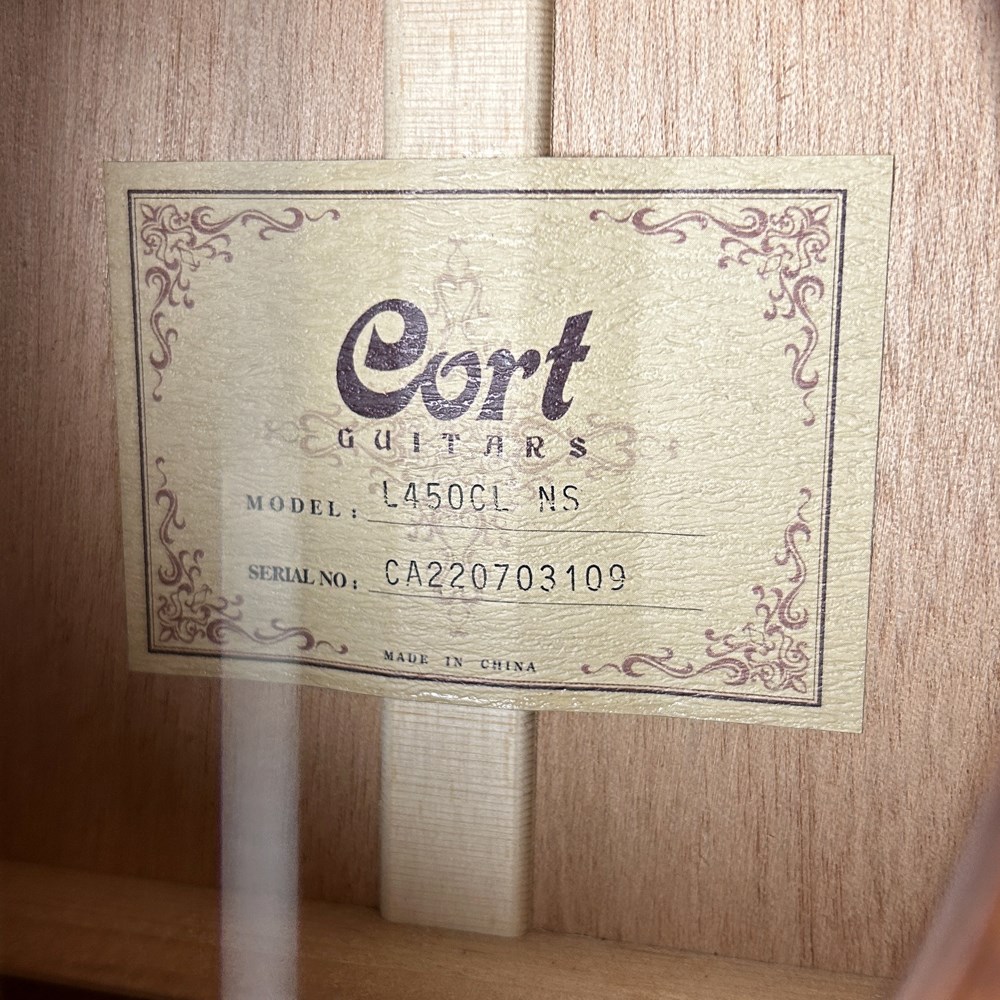 Cort
GUITARS
MODEL: L450CL NS
SERIAL NO: CA220703109
MADE IN CHINA